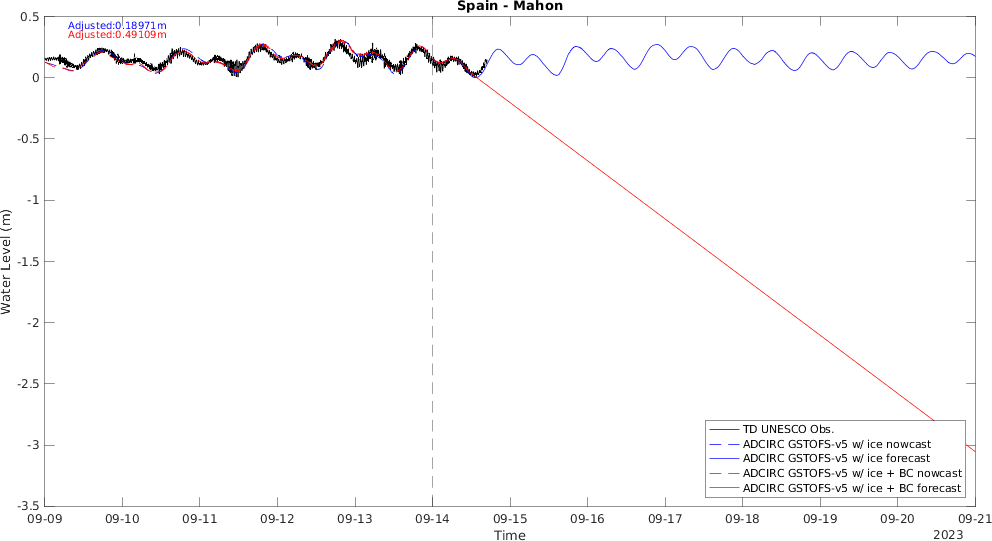 Spain - Mahon
Adjusted:0.18971m
Adjusted:0.49109m
0.5
0
-0.5
-1
-1.5
-2
-2.5
-3
-3.5
Water Level (m)
TD UNESCO Obs.
ADCIRC GSTOFS-v5 w/ ice nowcast
ADCIRC GSTOFS-v5 w/ ice forecast
ADCIRC GSTOFS-v5 w/ ice + BC nowcast
ADCIRC GSTOFS-v5 w/ ice + BC forecast
09-09 09-10 09-11 09-12 09-13 09-14 09-15 09-16 09-17 09-18 09-19 09-20 09-21
Time
2023